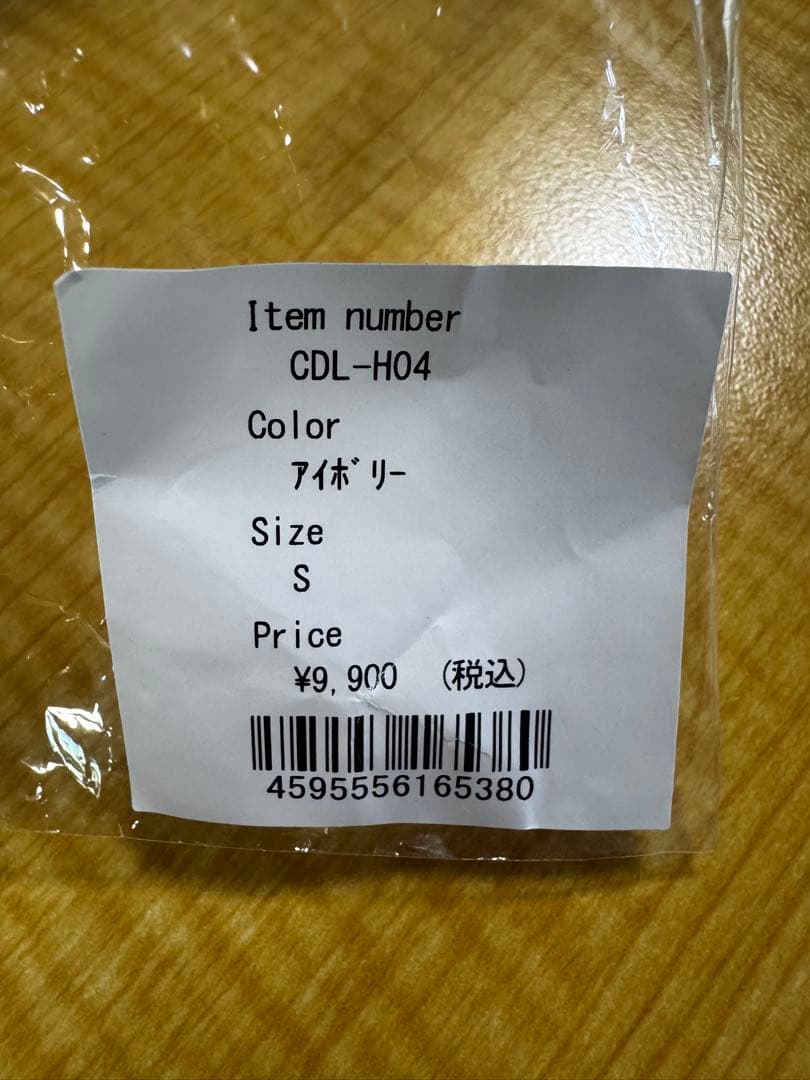 Item number
CDL-H04
Color
ｱｲﾎﾞﾘｰ
Size
S
Price
¥9,900 (税込)
4595556165380